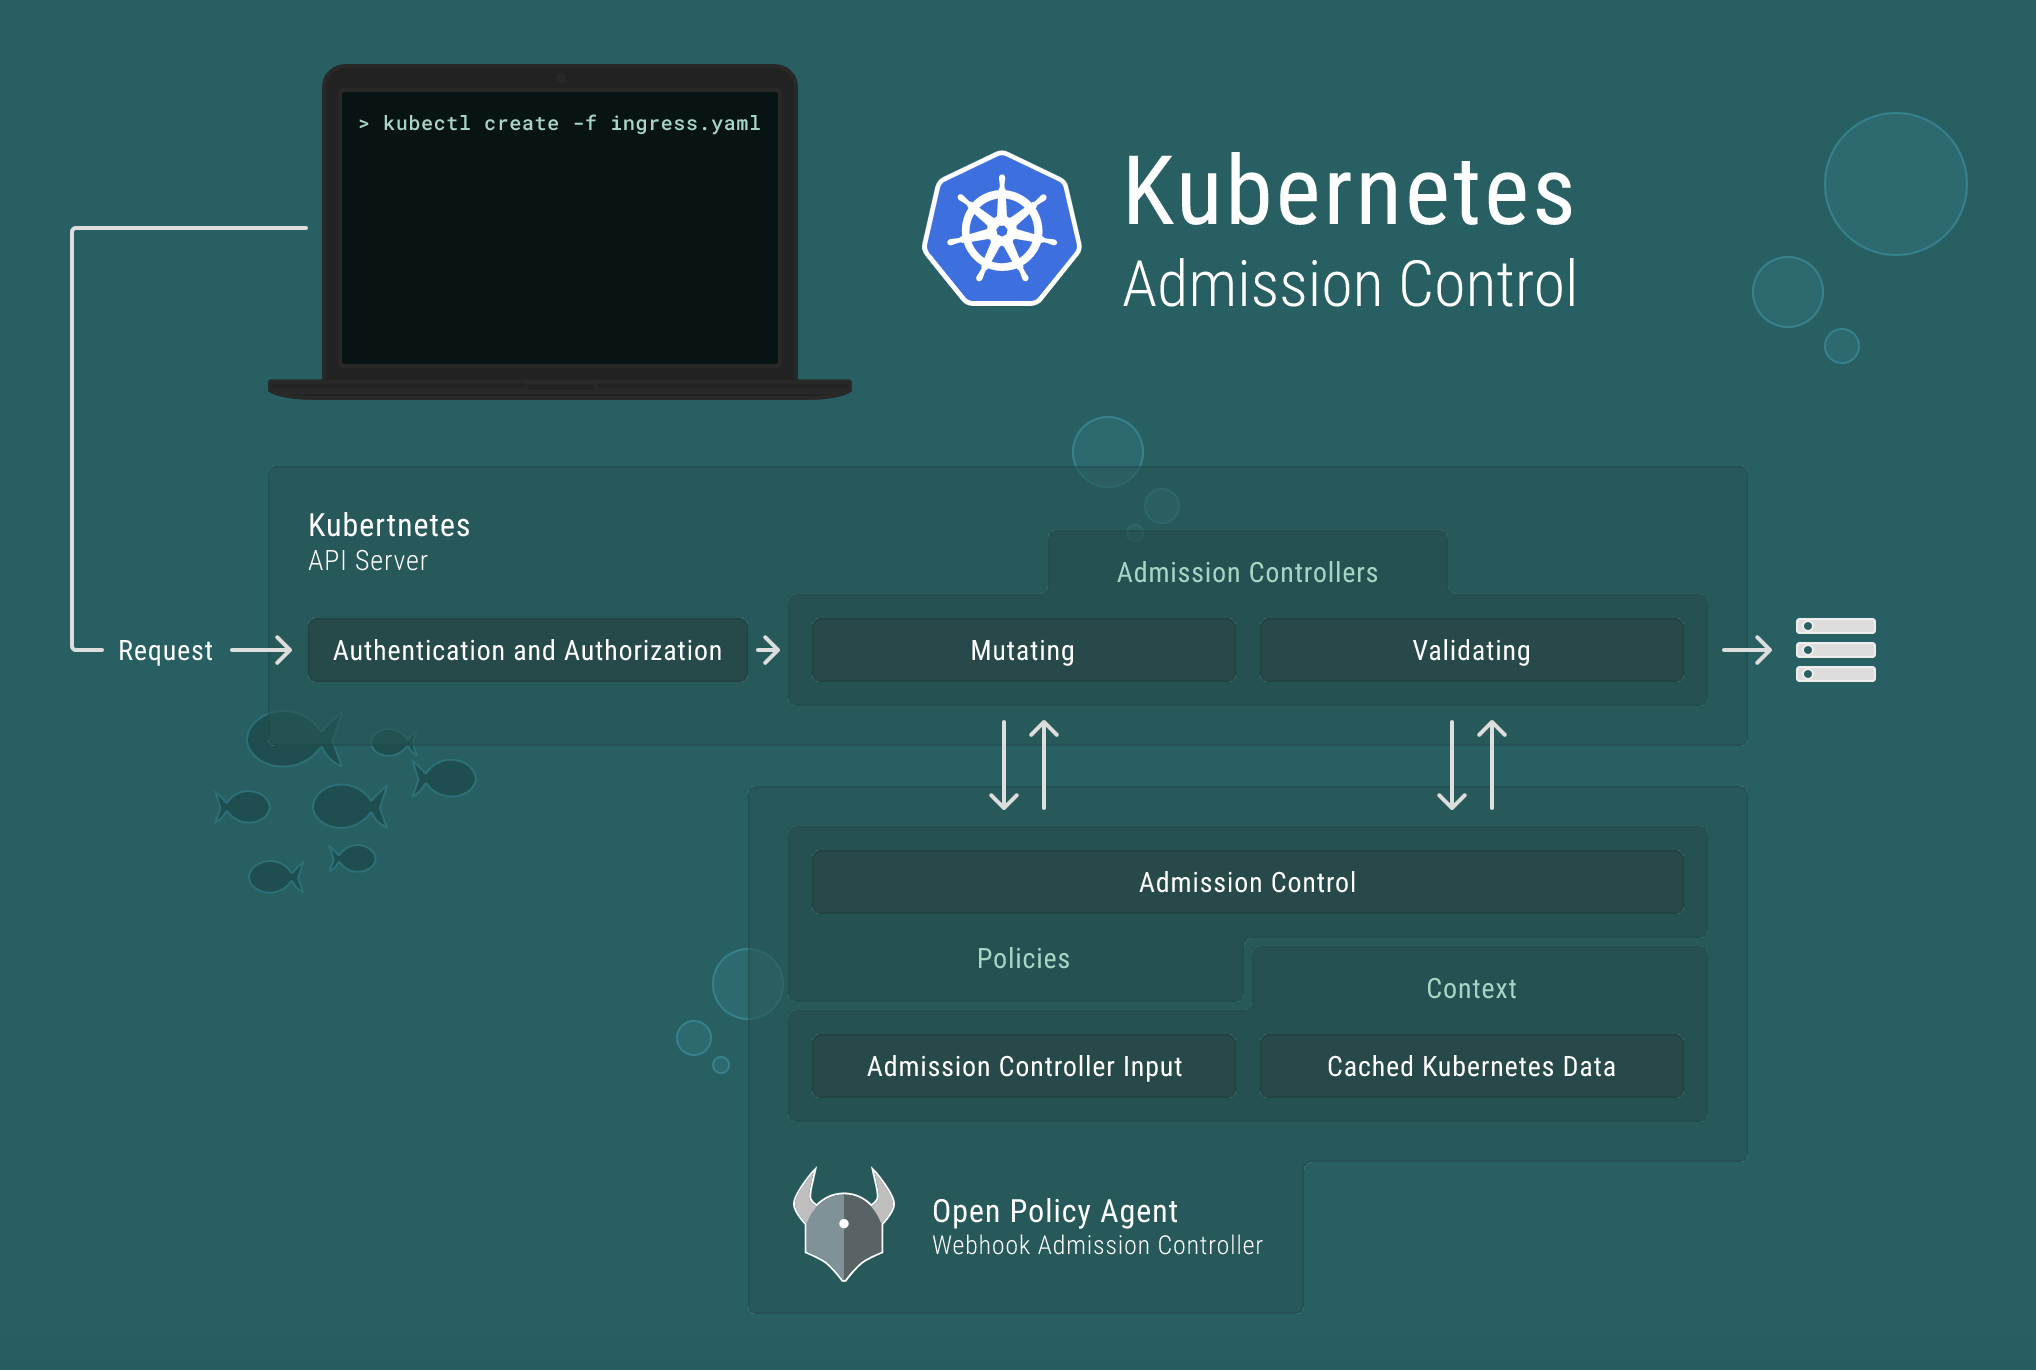 > kubectl create -f ingress.yaml
Kubernetes
Admission Control
Kubertnetes
API Server
Admission Controllers
Request
Authentication and Authorization
Mutating
Validating
Admission Control
Policies
Context
Admission Controller Input
Cached Kubernetes Data
Open Policy Agent
Webhook Admission Controller